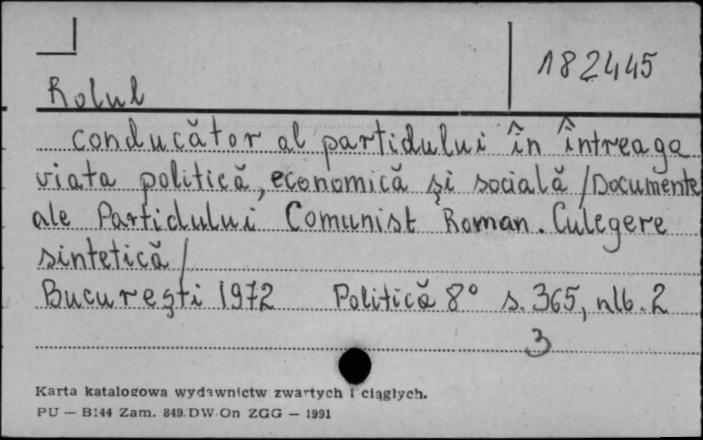 182445
Rolul
conducător al partidului în întreaga
viata politică, economică și socială /Documente
ale Partidului Comunist Roman. Culegere
sintetică/
București 1972 Politică 8° s. 365, nlb. 2
3
Karta katalogowa wydawnictw zwartych i ciągłych.
PU — B144 Zam. 849. DW On ZGG — 1991